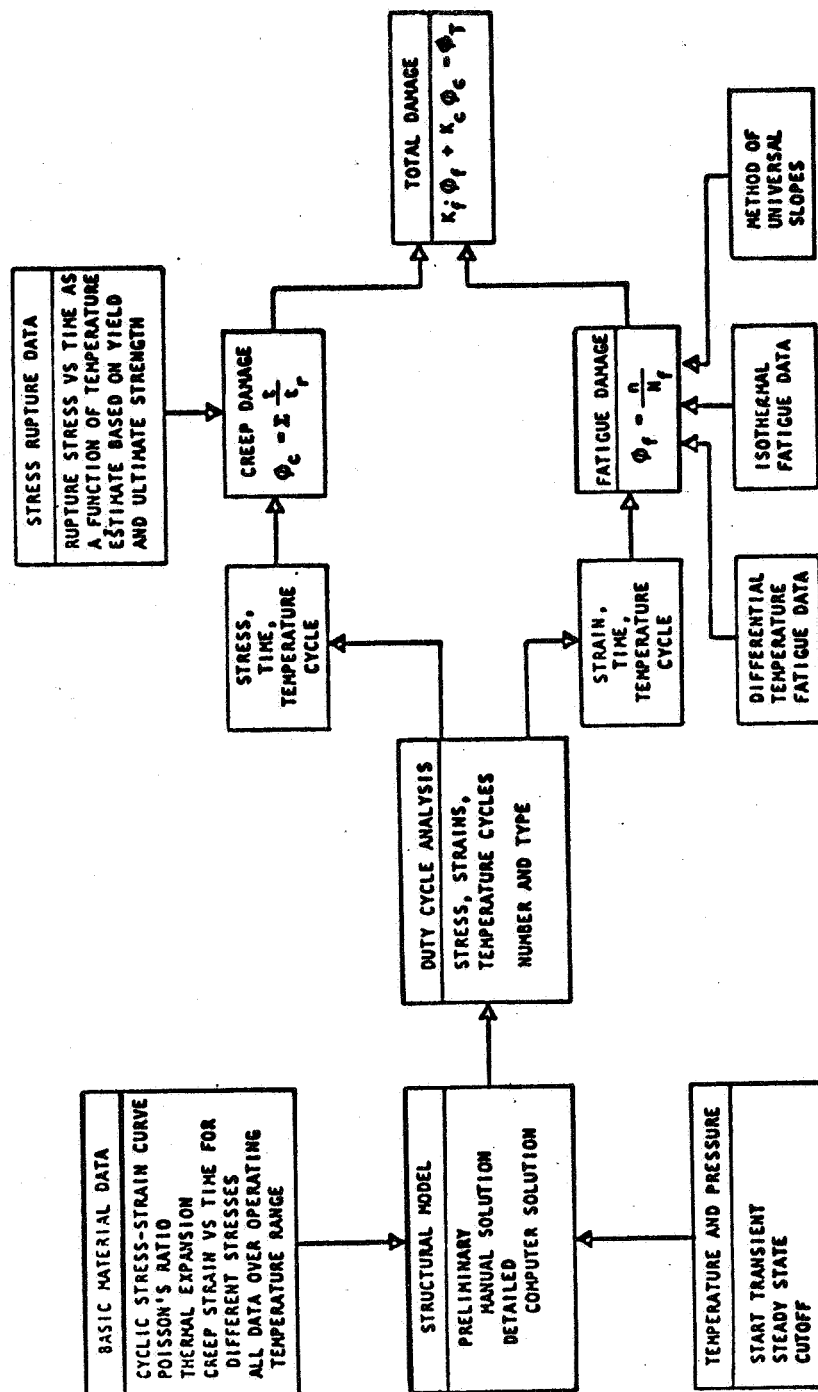 BASIC MATERIAL DATA
CYCLIC STRESS-STRAIN CURVE
POISSON'S RATIO
THERMAL EXPANSION
CREEP STRAIN VS TIME FOR
DIFFERENT STRESSES
ALL DATA OVER OPERATING
TEMPERATURE RANGE
STRUCTURAL MODEL
PRELIMINARY
MANUAL SOLUTION
DETAILED
COMPUTER SOLUTION
TEMPERATURE AND PRESSURE
START TRANSIENT
STEADY STATE
CUTOFF
DUTY CYCLE ANALYSIS
STRESS, STRAINS,
TEMPERATURE CYCLES
NUMBER AND TYPE
STRESS,
TIME,
TEMPERATURE
CYCLE
STRAIN,
TIME,
TEMPERATURE
CYCLE
STRESS RUPTURE DATA
RUPTURE STRESS VS TIME AS
A FUNCTION OF TEMPERATURE
ESTIMATE BASED ON YIELD
AND ULTIMATE STRENGTH
CREEP DAMAGE
Φc = Σ t/tr
FATIGUE DAMAGE
Φf = n/Nf
DIFFERENTIAL
TEMPERATURE
FATIGUE DATA
ISOTHERMAL
FATIGUE DATA
METHOD OF
UNIVERSAL
SLOPES
TOTAL DAMAGE
Kf Φf + Kc Φc = ΦT